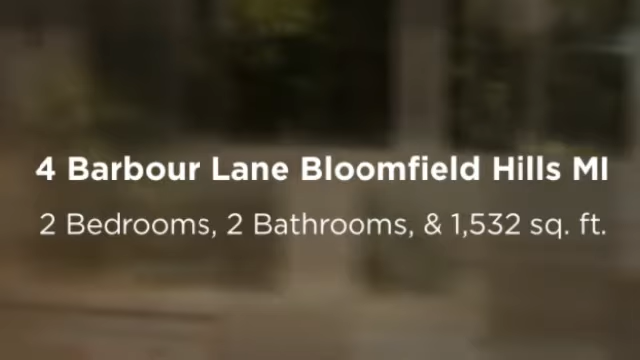 4 Barbour Lane Bloomfield Hills MI
2 Bedrooms, 2 Bathrooms, & 1,532 sq. ft.